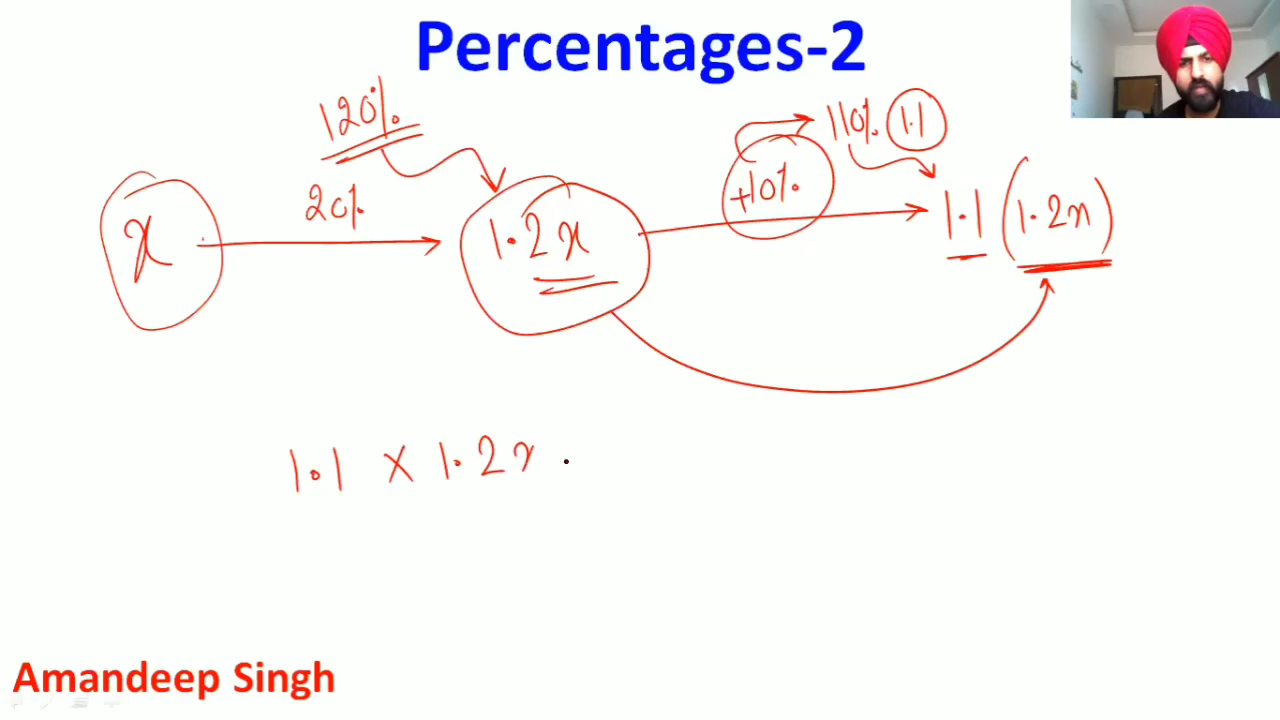 Percentages-2
120%
110% 1.1
20%
+10%
x
1.2x
1.1 (1.2x)
1.1 × 1.2x
Amandeep Singh